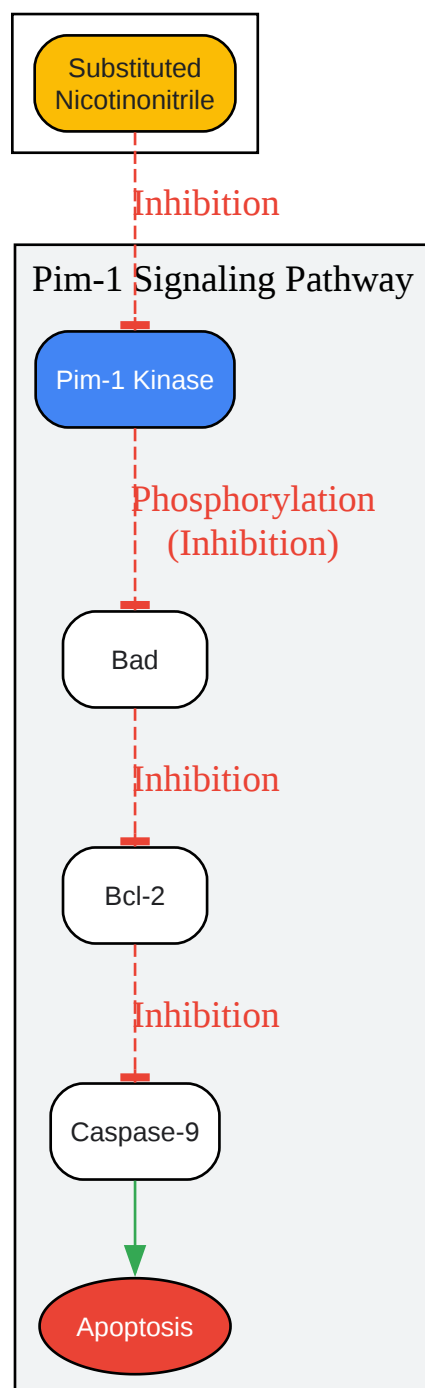 Substituted
Nicotinonitrile
Inhibition
Pim-1 Signaling Pathway
Pim-1 Kinase
Phosphorylation
(Inhibition)
Bad
Inhibition
Bcl-2
Inhibition
Caspase-9
Apoptosis